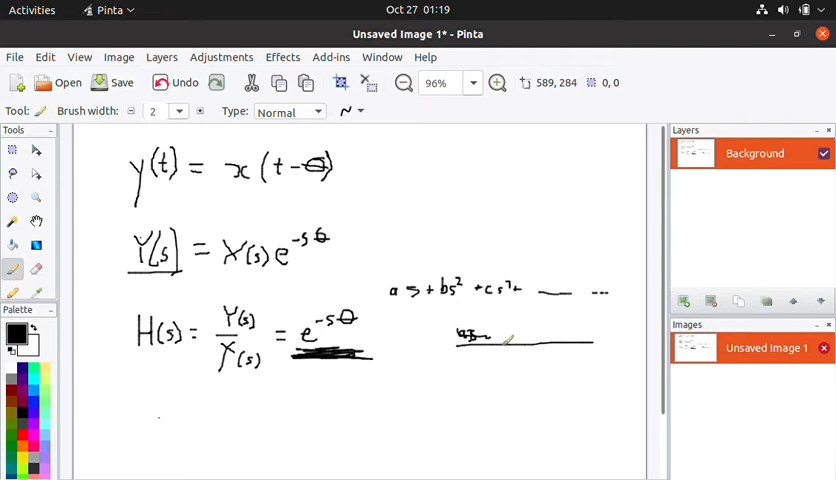 Activities Pinta Oct 27 01:19
Unsaved Image 1* - Pinta
File Edit View Image Layers Adjustments Effects Add-ins Window Help
Open Save Undo 96% 589, 284 0, 0
Tool: Brush width: 2 Type: Normal
Tools
Layers
Background
Palette
Images
Unsaved Image 1
y(t) = x(t-θ)
Y(s) = X(s) e^-sθ
as + bs² + cs³+ ___ ...
H(s) = Y(s)/X(s) = e^-sθ